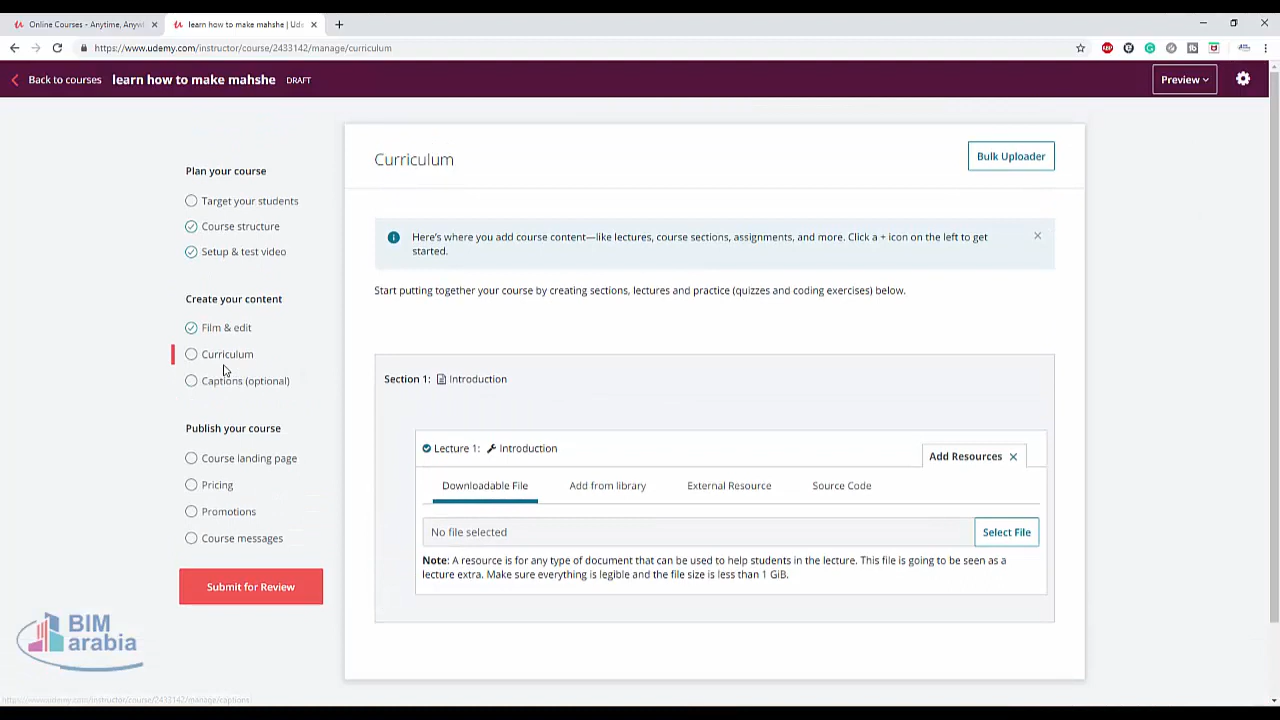 Online Courses - Anytime, Anyw
learn how to make mahshe | Ude
https://www.udemy.com/instructor/course/2433142/manage/curriculum
Back to courses
learn how to make mahshe
DRAFT
Preview
Plan your course
Target your students
Course structure
Setup & test video
Create your content
Film & edit
Curriculum
Captions (optional)
Publish your course
Course landing page
Pricing
Promotions
Course messages
Submit for Review
Curriculum
Bulk Uploader
Here's where you add course content—like lectures, course sections, assignments, and more. Click a + icon on the left to get
started.
Start putting together your course by creating sections, lectures and practice (quizzes and coding exercises) below.
Section 1: Introduction
Lecture 1: Introduction
Add Resources
Downloadable File
Add from library
External Resource
Source Code
No file selected
Select File
Note: A resource is for any type of document that can be used to help students in the lecture. This file is going to be seen as a
lecture extra. Make sure everything is legible and the file size is less than 1 GiB.
BIM
arabia
https://www.udemy.com/instructor/course/2433142/manage/captions